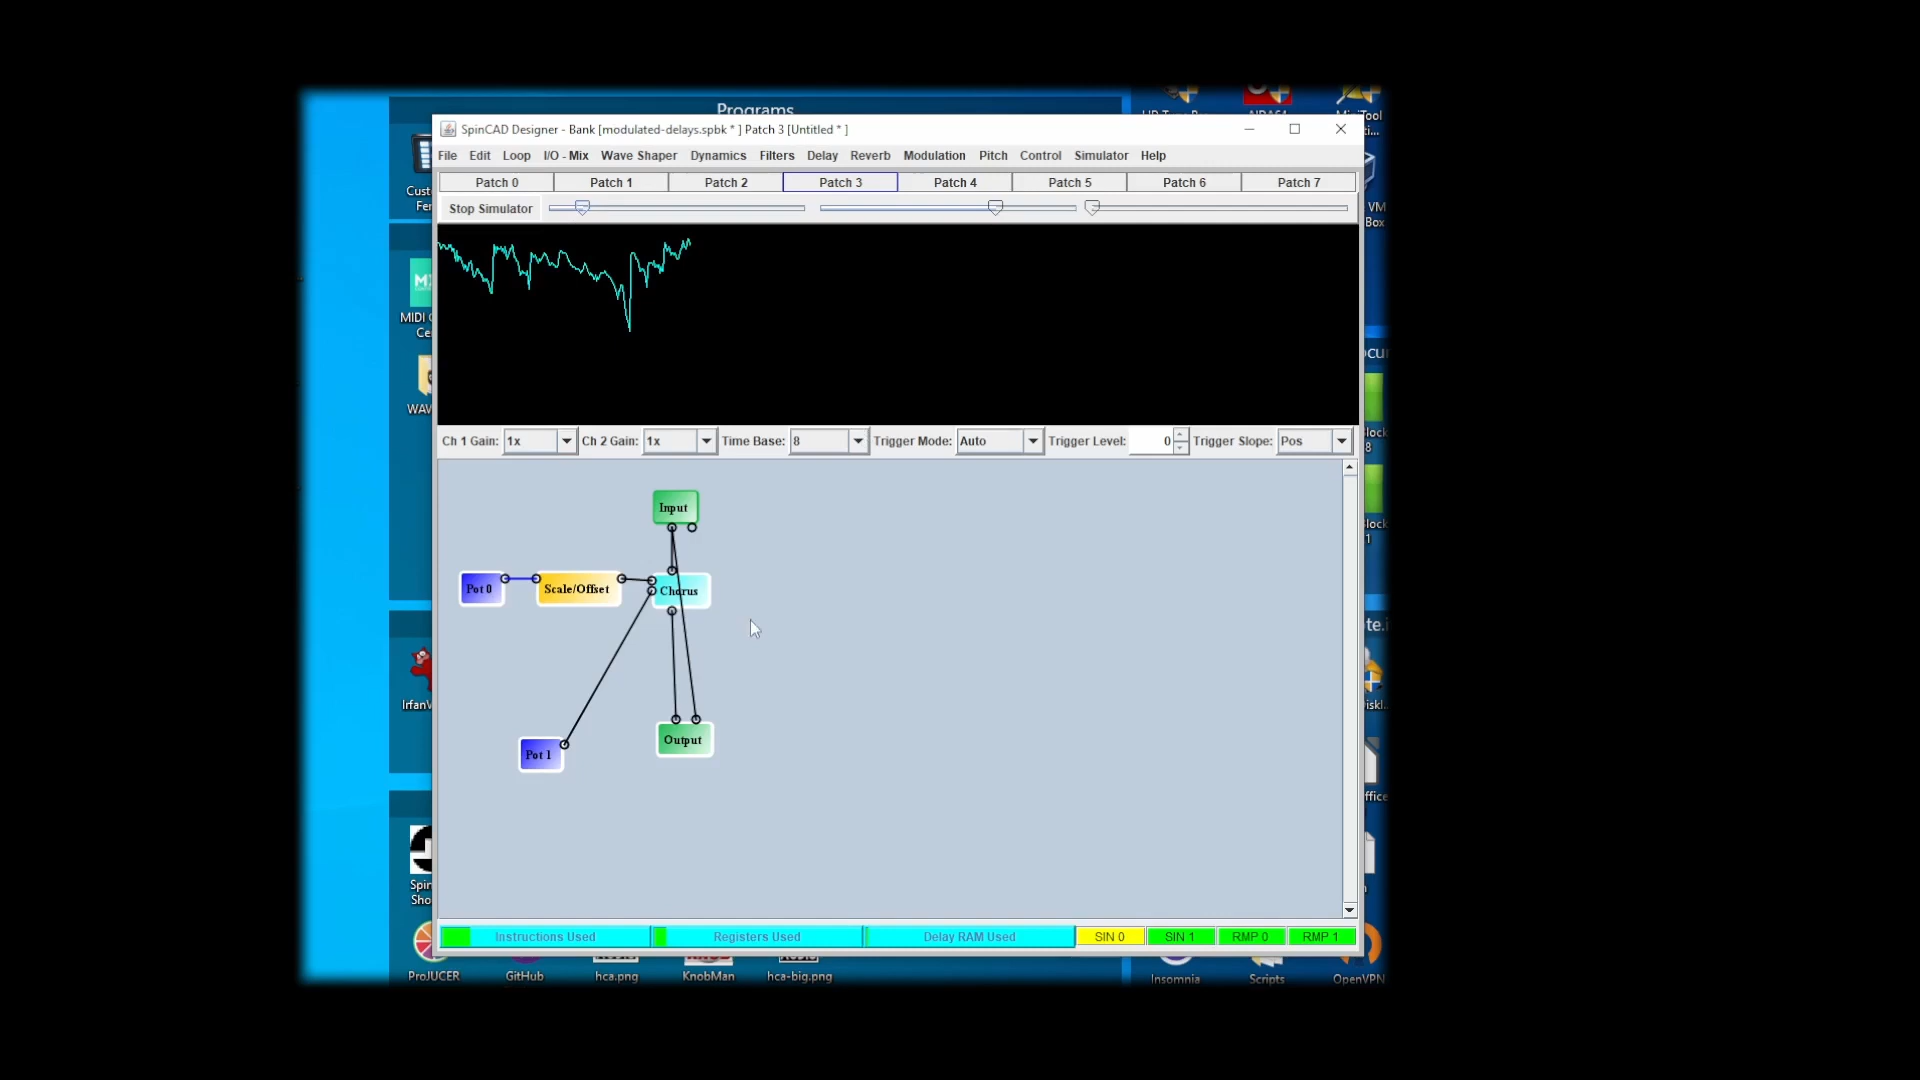 Programs
SpinCAD Designer - Bank [modulated-delays.spbk * ] Patch 3 [Untitled * ]
File Edit Loop I/O - Mix Wave Shaper Dynamics Filters Delay Reverb Modulation Pitch Control Simulator Help
Patch 0 Patch 1 Patch 2 Patch 3 Patch 4 Patch 5 Patch 6 Patch 7
Stop Simulator
Ch 1 Gain: 1x Ch 2 Gain: 1x Time Base: 8 Trigger Mode: Auto Trigger Level: 0 Trigger Slope: Pos
Input
Pot 0 Scale/Offset Chorus
Output
Pot 1
Instructions Used Registers Used Delay RAM Used SIN 0 SIN 1 RMP 0 RMP 1
VM
Box
MIDI
ProJUCER GitHub hca.png KnobMan hca-big.png Insomnia Scripts OpenVPN